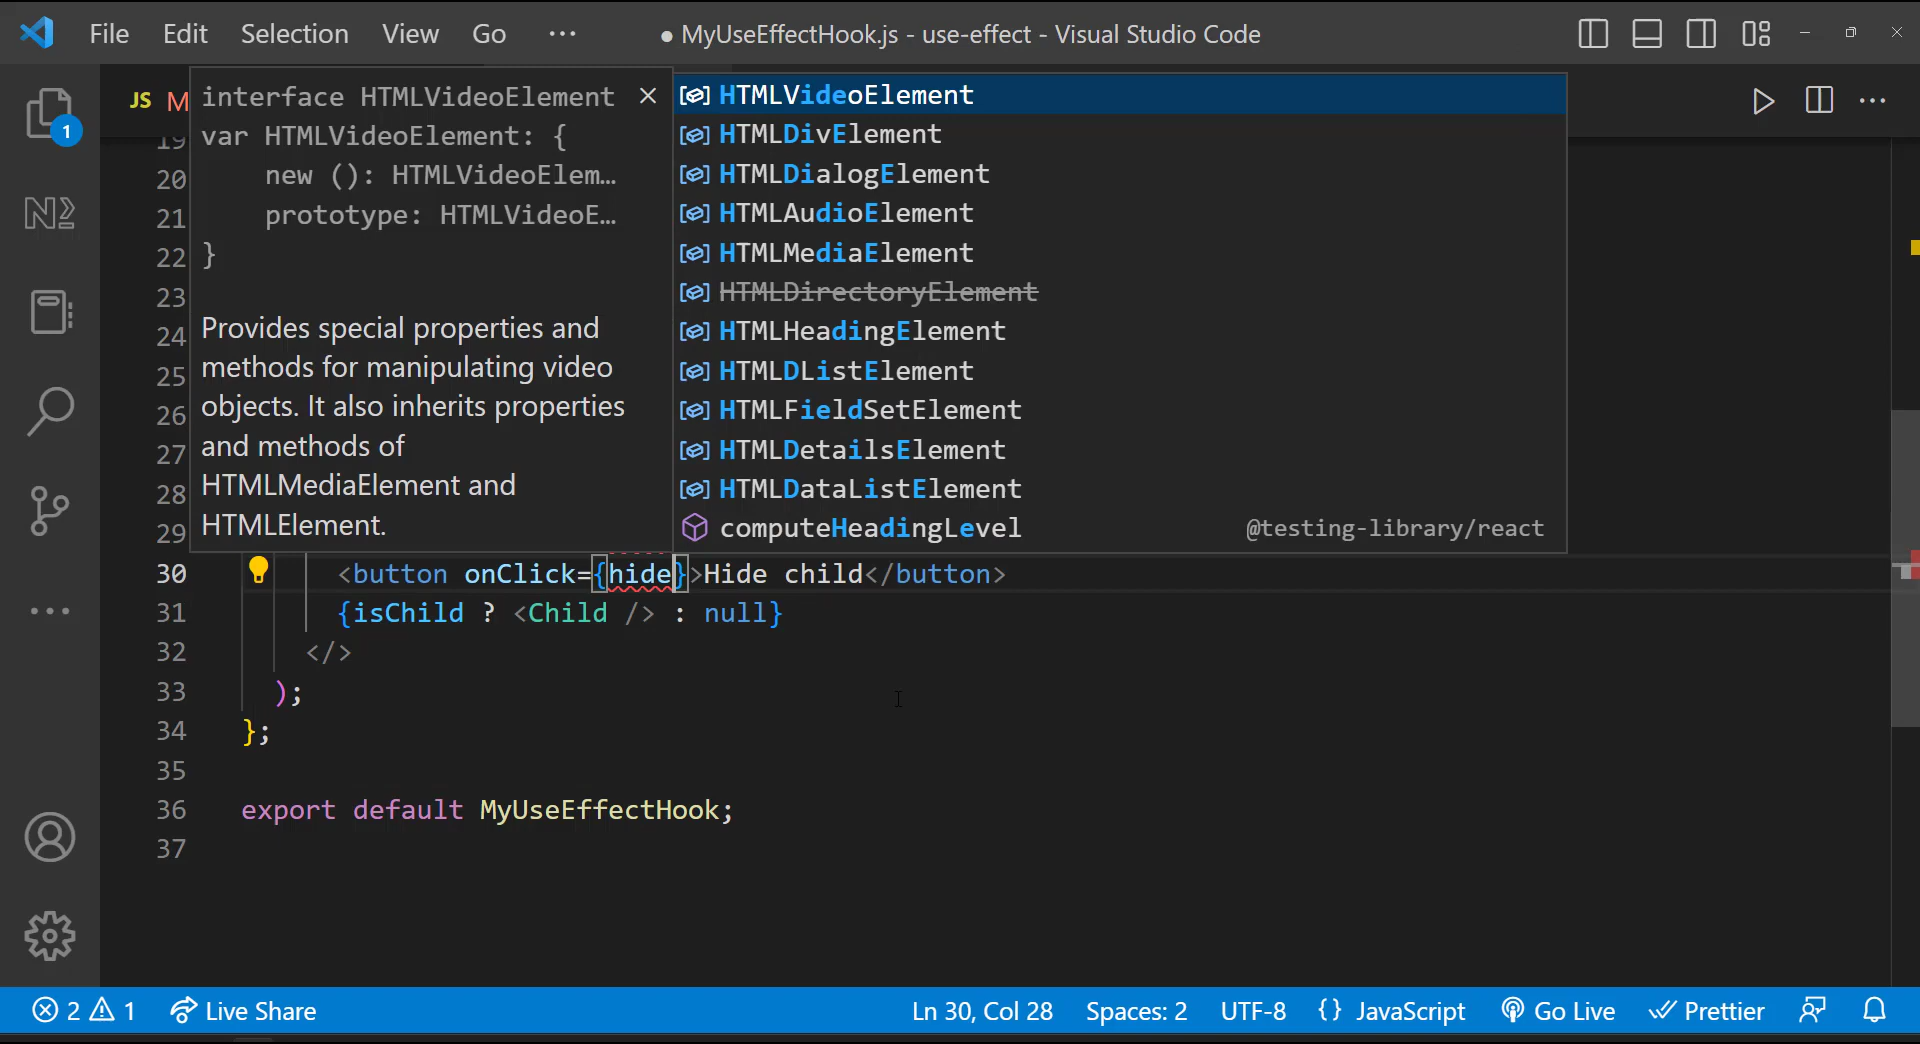 File Edit Selection View Go ··· ● MyUseEffectHook.js - use-effect - Visual Studio Code
JS M
1
interface HTMLVideoElement
var HTMLVideoElement: {
new (): HTMLVideoElem…
prototype: HTMLVideoE…
}
Provides special properties and
methods for manipulating video
objects. It also inherits properties
and methods of
HTMLMediaElement and
HTMLElement.
HTMLVideoElement
HTMLDivElement
HTMLDialogElement
HTMLAudioElement
HTMLMediaElement
HTMLDirectoryElement
HTMLHeadingElement
HTMLDListElement
HTMLFieldSetElement
HTMLDetailsElement
HTMLDataListElement
computeHeadingLevel @testing-library/react
19
20
21
22
23
24
25
26
27
28
29
30 <button onClick={hide}>Hide child</button>
31 {isChild ? <Child /> : null}
32 </>
33 );
34 };
35
36 export default MyUseEffectHook;
37
2 1 Live Share Ln 30, Col 28 Spaces: 2 UTF-8 {} JavaScript Go Live Prettier